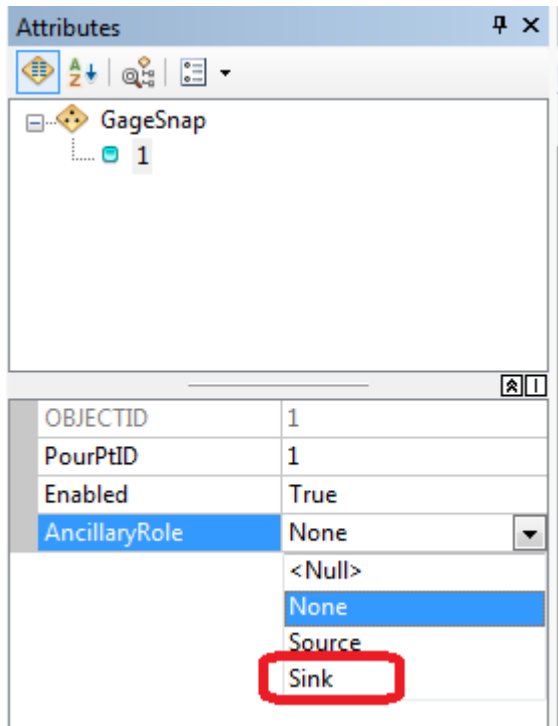 Attributes
GageSnap
1
OBJECTID 1
PourPtID 1
Enabled True
AncillaryRole None
<Null>
None
Source
Sink